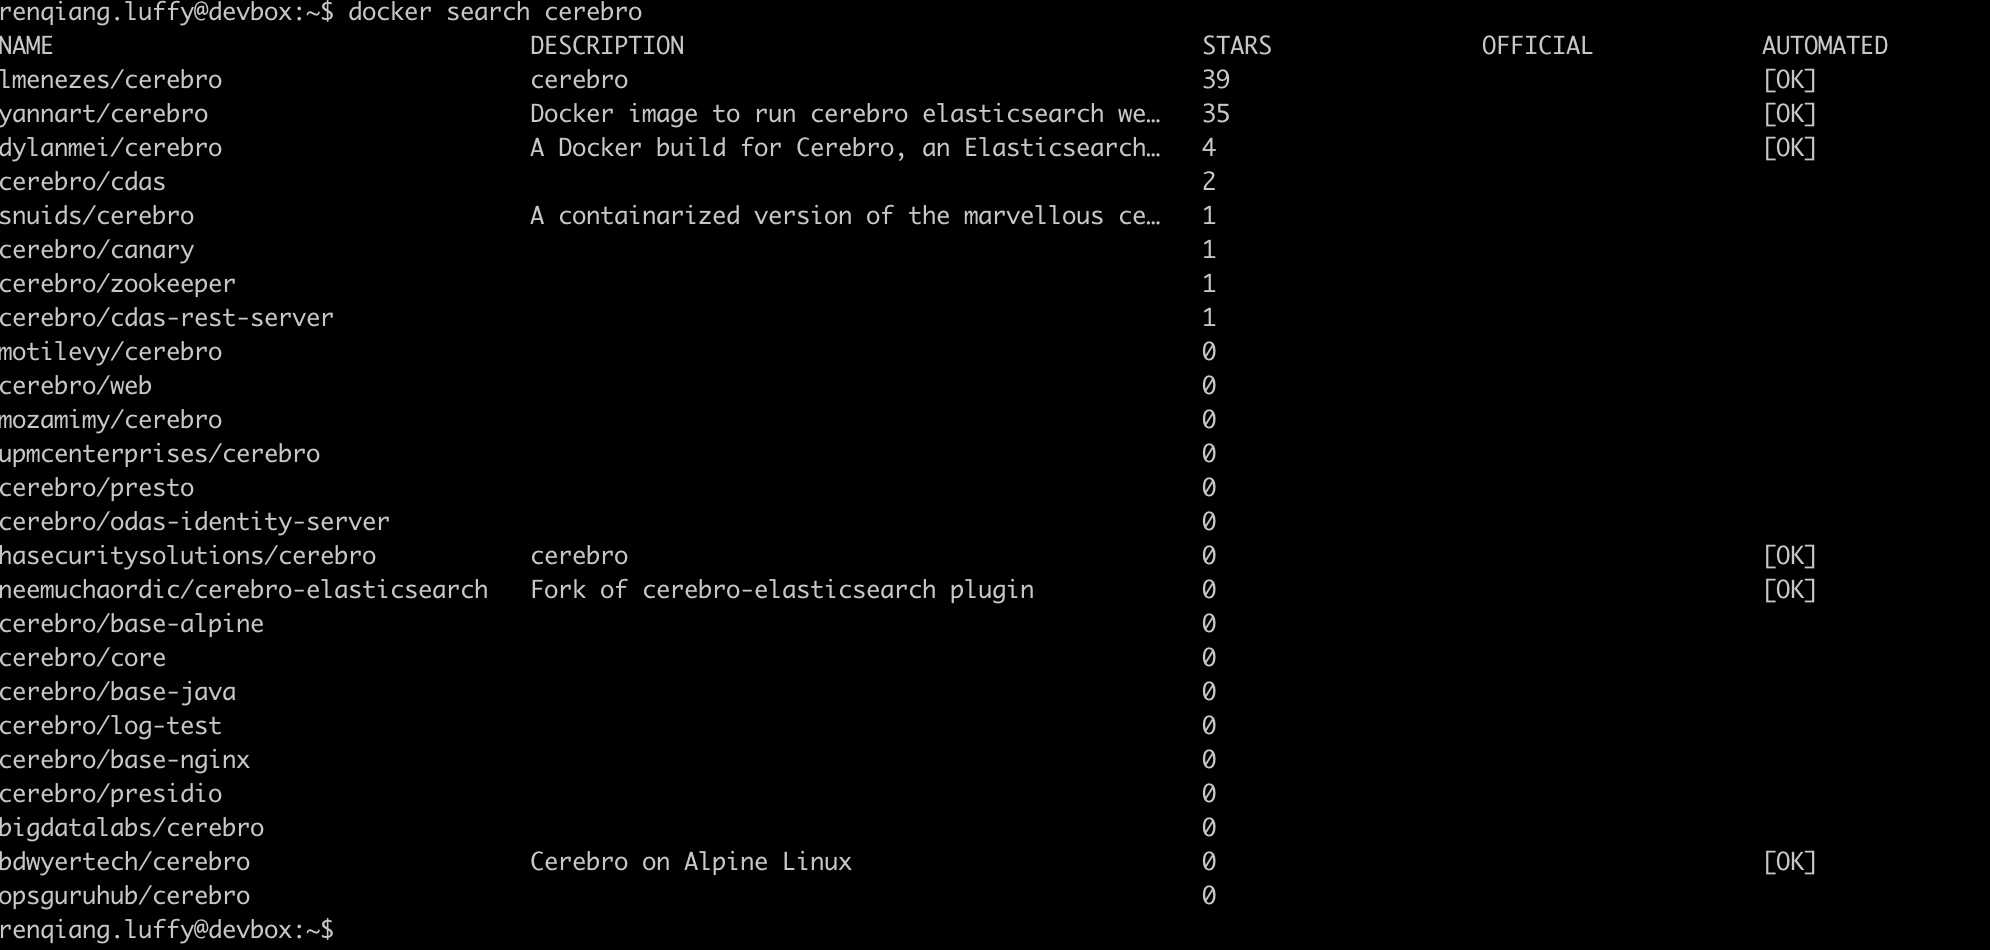 renqiang.luffy@devbox:~$ docker search cerebro
NAME DESCRIPTION STARS OFFICIAL AUTOMATED
lmenezes/cerebro cerebro 39 [OK]
yannart/cerebro Docker image to run cerebro elasticsearch we… 35 [OK]
dylanmei/cerebro A Docker build for Cerebro, an Elasticsearch… 4 [OK]
cerebro/cdas 2
snuids/cerebro A containarized version of the marvellous ce… 1
cerebro/canary 1
cerebro/zookeeper 1
cerebro/cdas-rest-server 1
motilevy/cerebro 0
cerebro/web 0
mozamimy/cerebro 0
upmcenterprises/cerebro 0
cerebro/presto 0
cerebro/odas-identity-server 0
hasecuritysolutions/cerebro cerebro 0 [OK]
neemuchaordic/cerebro-elasticsearch Fork of cerebro-elasticsearch plugin 0 [OK]
cerebro/base-alpine 0
cerebro/core 0
cerebro/base-java 0
cerebro/log-test 0
cerebro/base-nginx 0
cerebro/presidio 0
bigdatalabs/cerebro 0
bdwyertech/cerebro Cerebro on Alpine Linux 0 [OK]
opsguruhub/cerebro 0
renqiang.luffy@devbox:~$